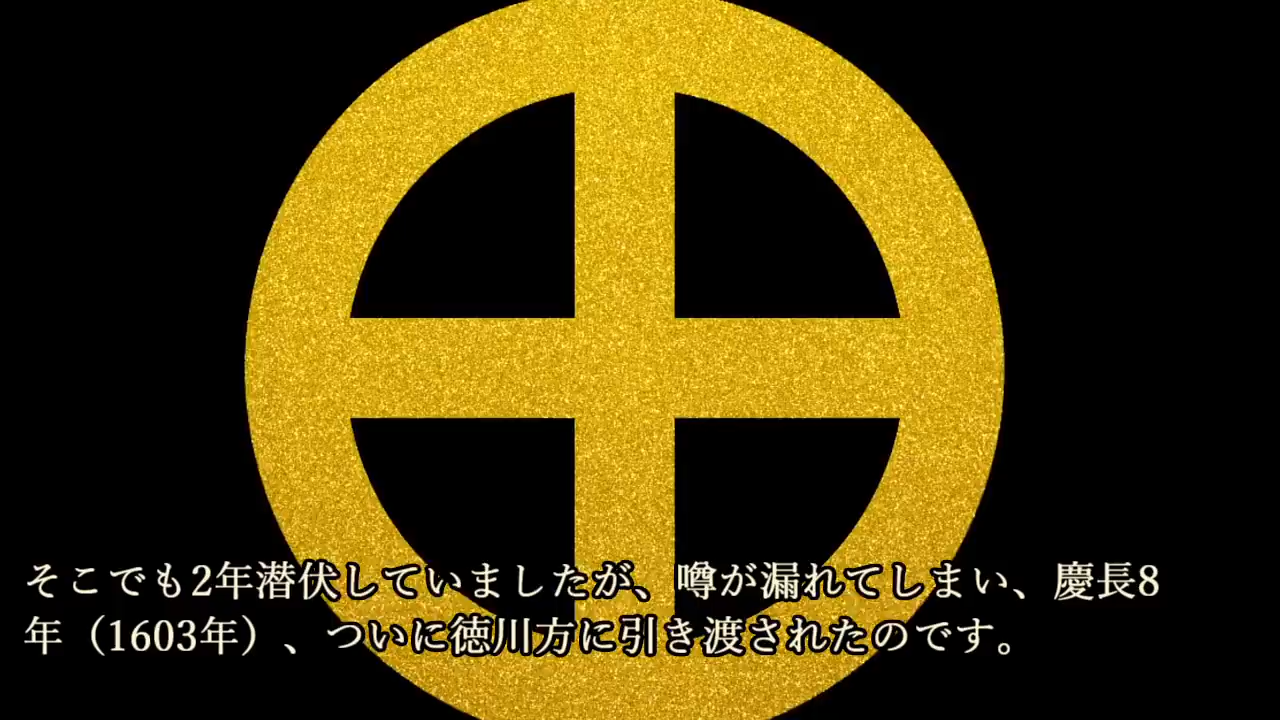 そこでも2年潜伏していましたが、噂が漏れてしまい、慶長8
年（1603年）、ついに徳川方に引き渡されたのです。